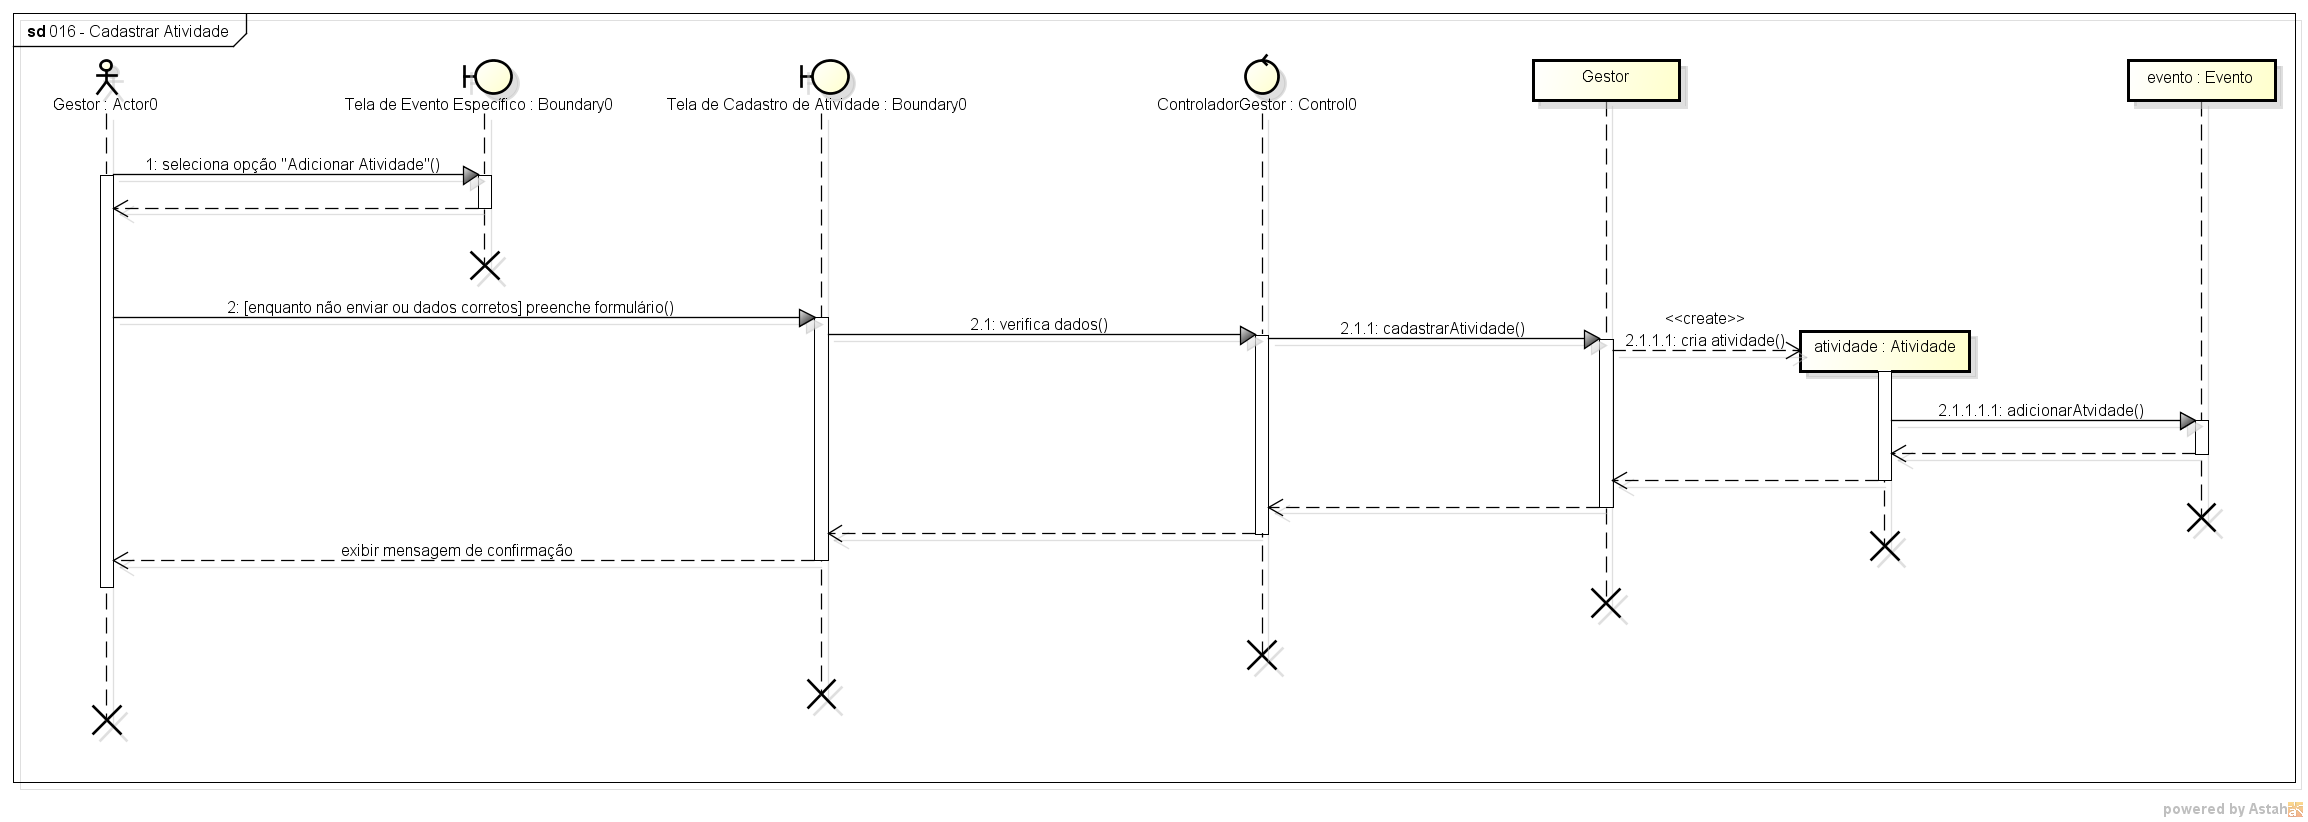 sd 016 - Cadastrar Atividade
Gestor : Actor0
Tela de Evento Específico : Boundary0
Tela de Cadastro de Atividade : Boundary0
ControladorGestor : Control0
Gestor
evento : Evento
1: seleciona opção "Adicionar Atividade"()
2: [enquanto não enviar ou dados corretos] preenche formulário()
2.1: verifica dados()
2.1.1: cadastrarAtividade()
<<create>>
2.1.1.1: cria atividade()
atividade : Atividade
2.1.1.1.1: adicionarAtvidade()
exibir mensagem de confirmação
powered by Astah